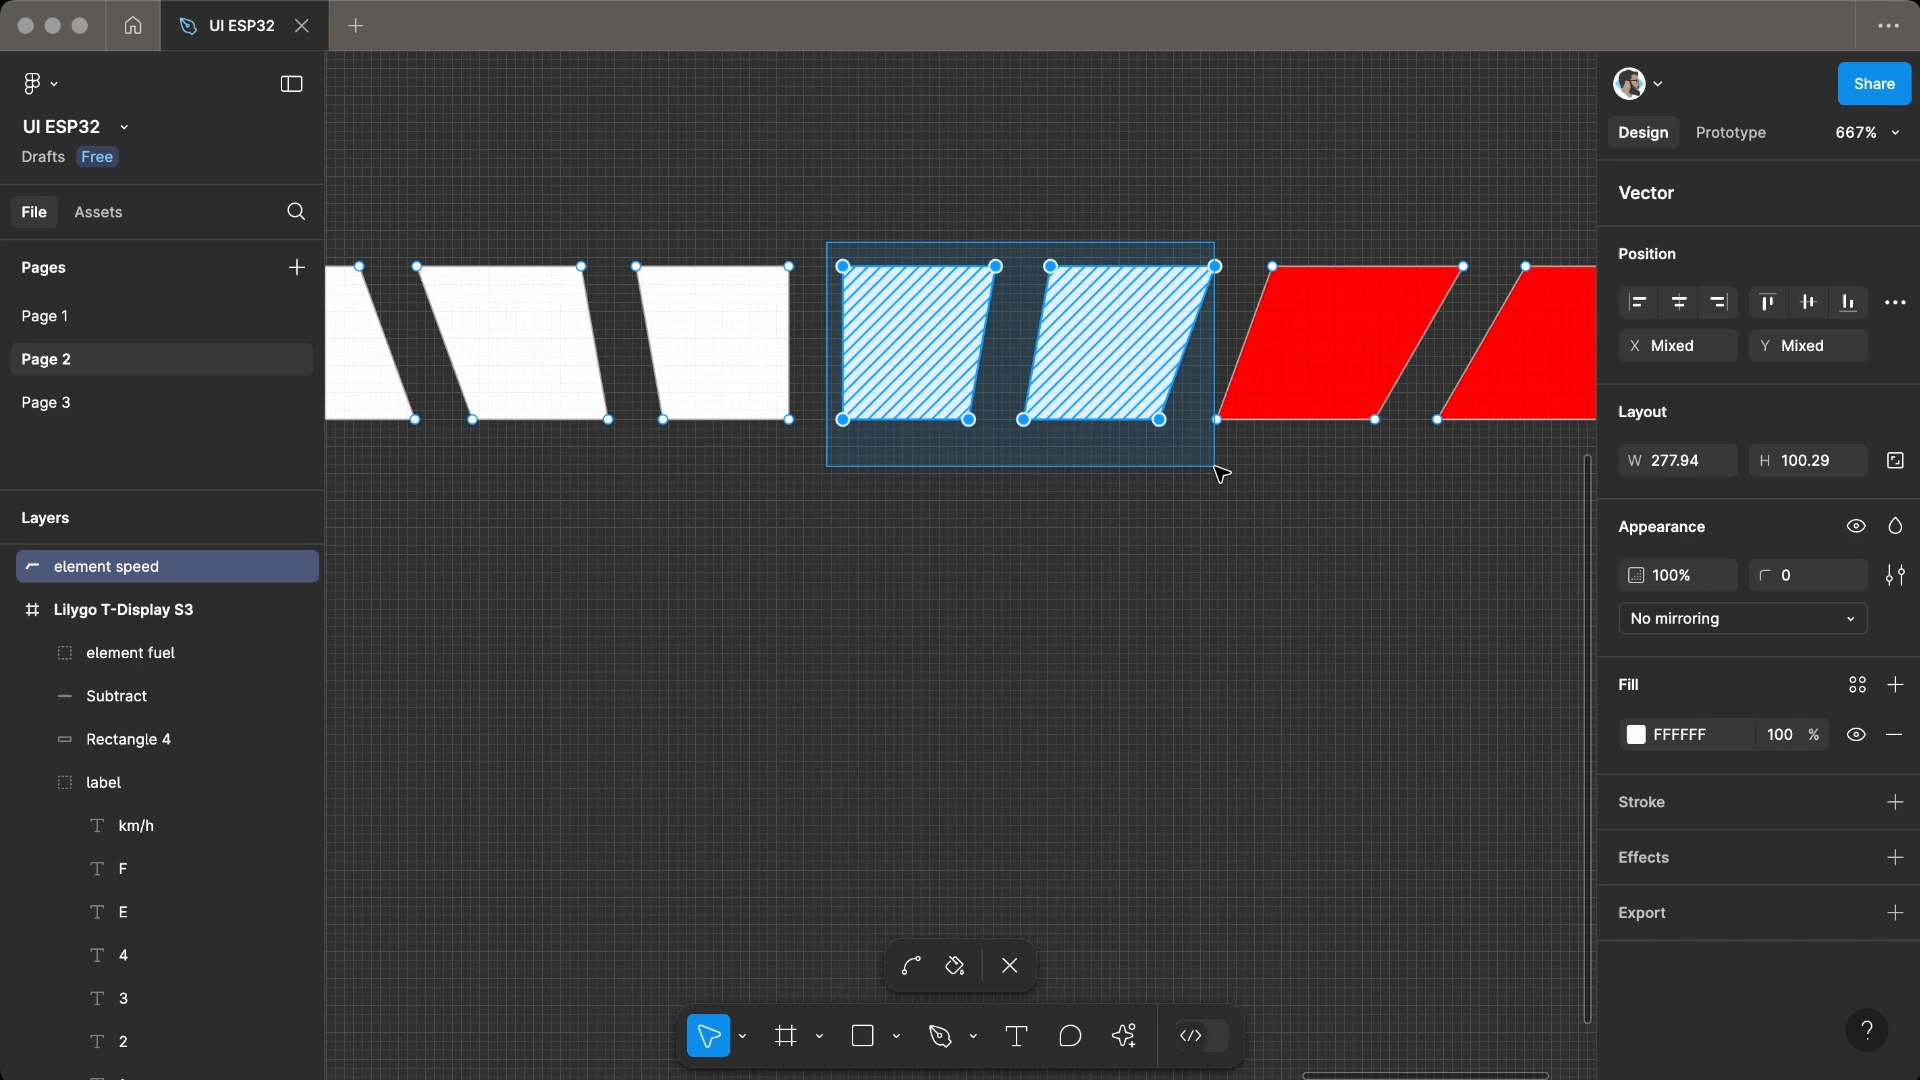 UI ESP32
UI ESP32
Drafts Free
File Assets
Pages
Page 1
Page 2
Page 3
Layers
element speed
Lilygo T-Display S3
element fuel
Subtract
Rectangle 4
label
km/h
F
E
4
3
2
Share
Design Prototype 667%
Vector
Position
X Mixed Y Mixed
Layout
W 277.94 H 100.29
Appearance
100% 0
No mirroring
Fill
FFFFFF 100 %
Stroke
Effects
Export
?